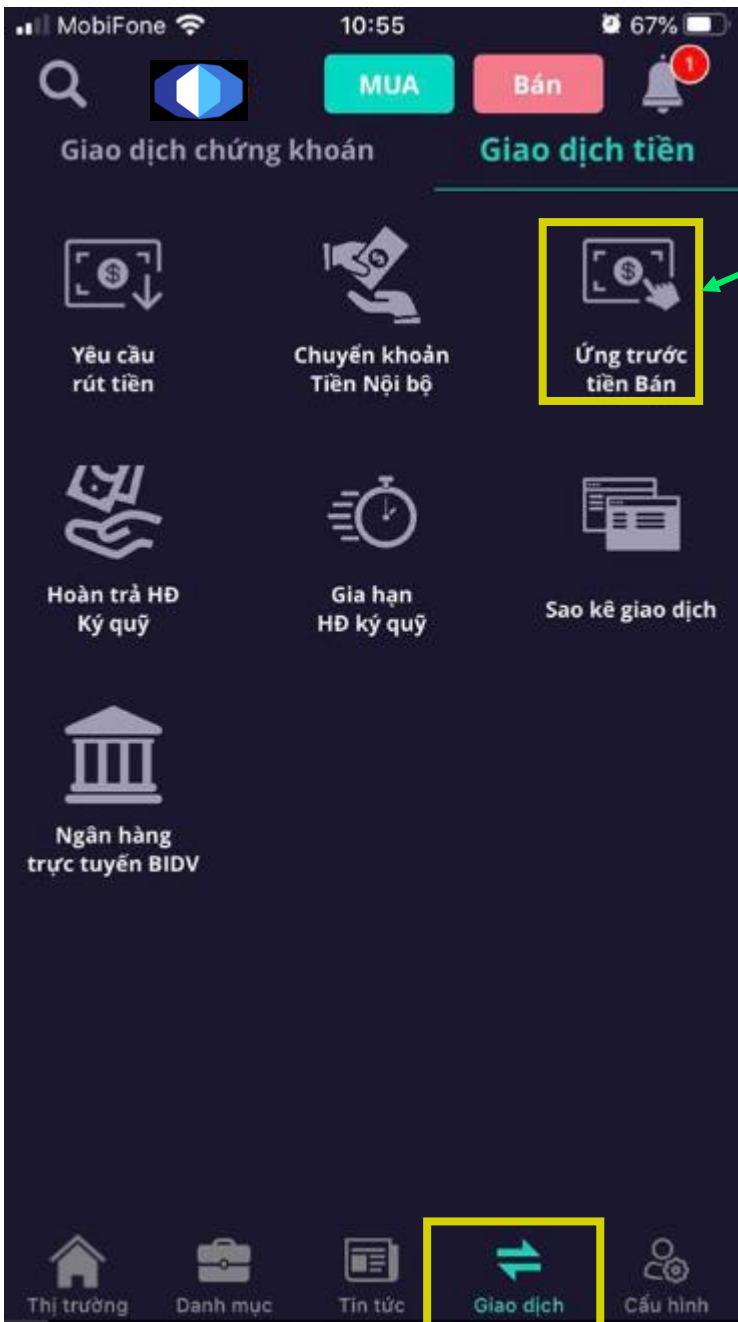 MobiFone
10:55
67%
MUA
Bán
1
Giao dịch chứng khoán
Giao dịch tiền
Yêu cầu
rút tiền
Chuyển khoản
Tiền Nội bộ
Ứng trước
tiền Bán
Hoàn trả HĐ
Ký quỹ
Gia hạn
HĐ ký quỹ
Sao kê giao dịch
Ngân hàng
trực tuyến BIDV
Thị trường
Danh mục
Tin tức
Giao dịch
Cấu hình